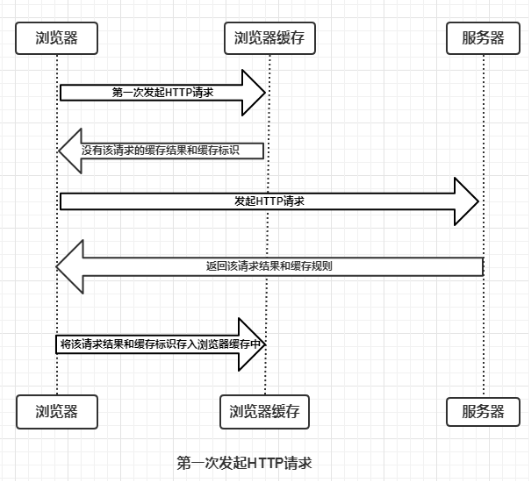 浏览器
浏览器缓存
服务器
第一次发起HTTP请求
没有该请求的缓存结果和缓存标识
发起HTTP请求
返回该请求结果和缓存规则
将该请求结果和缓存标识存入浏览器缓存中
浏览器
浏览器缓存
服务器
第一次发起HTTP请求